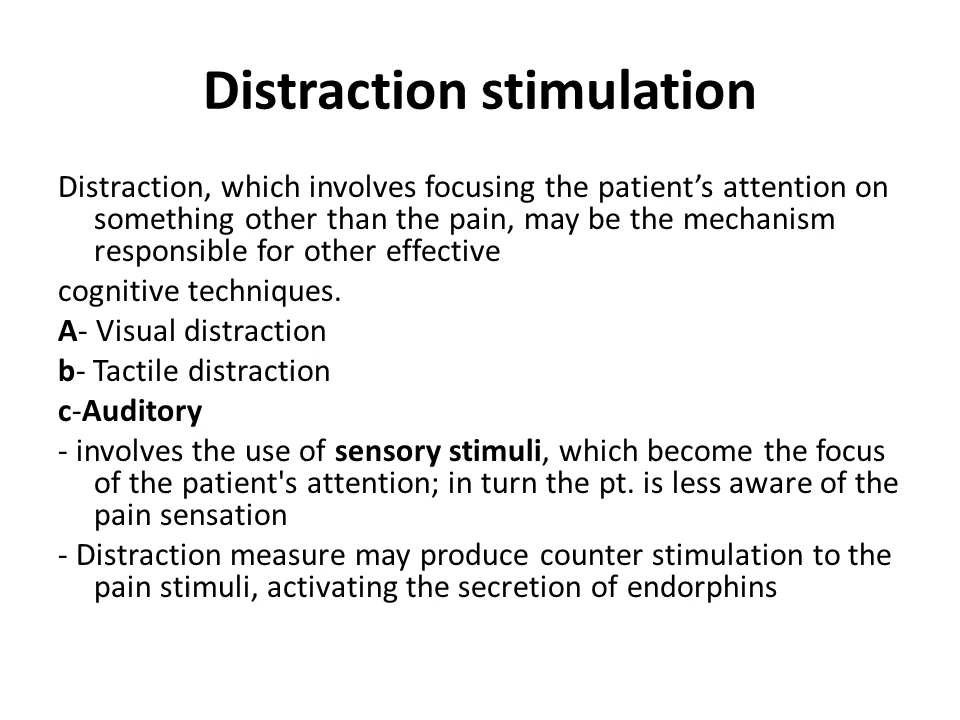 Distraction stimulation
Distraction, which involves focusing the patient’s attention on
something other than the pain, may be the mechanism
responsible for other effective
cognitive techniques.
A- Visual distraction
b- Tactile distraction
c-Auditory
- involves the use of sensory stimuli, which become the focus
of the patient's attention; in turn the pt. is less aware of the
pain sensation
- Distraction measure may produce counter stimulation to the
pain stimuli, activating the secretion of endorphins